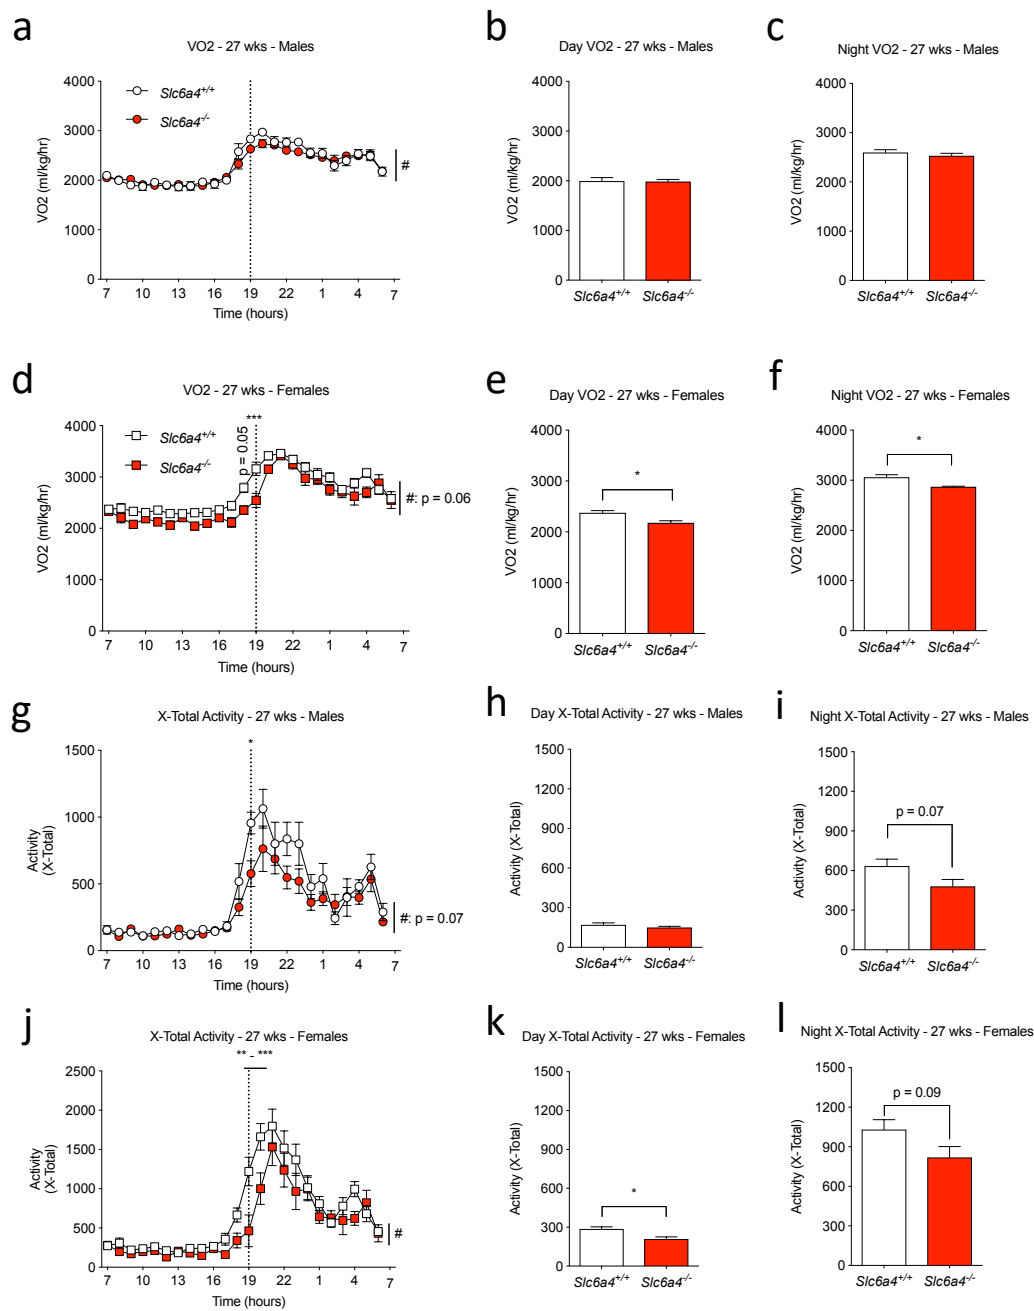 a
VO2 - 27 wks - Males
4000
3000
2000
1000
0
VO2 (ml/kg/hr)
Slc6a4+/+
Slc6a4-/-
#
7 10 13 16 19 22 1 4 7
Time (hours)
b
Day VO2 - 27 wks - Males
4000
3000
2000
1000
0
VO2 (ml/kg/hr)
Slc6a4+/+ Slc6a4-/-
c
Night VO2 - 27 wks - Males
4000
3000
2000
1000
0
VO2 (ml/kg/hr)
Slc6a4+/+ Slc6a4-/-
d
VO2 - 27 wks - Females
***
p = 0.05
4000
3000
2000
1000
0
VO2 (ml/kg/hr)
Slc6a4+/+
Slc6a4-/-
#: p = 0.06
7 10 13 16 19 22 1 4 7
Time (hours)
e
Day VO2 - 27 wks - Females
4000
3000
2000
1000
0
VO2 (ml/kg/hr)
*
Slc6a4+/+ Slc6a4-/-
f
Night VO2 - 27 wks - Females
4000
3000
2000
1000
0
VO2 (ml/kg/hr)
*
Slc6a4+/+ Slc6a4-/-
g
X-Total Activity - 27 wks - Males
*
1500
1000
500
0
Activity
(X-Total)
#: p = 0.07
7 10 13 16 19 22 1 4 7
Time (hours)
h
Day X-Total Activity - 27 wks - Males
1500
1200
900
600
300
0
Activity (X-Total)
Slc6a4+/+ Slc6a4-/-
i
Night X-Total Activity - 27 wks - Males
1500
1200
900
600
300
0
Activity (X-Total)
p = 0.07
Slc6a4+/+ Slc6a4-/-
j
X-Total Activity - 27 wks - Females
** - ***
2500
2000
1500
1000
500
0
Activity
(X-Total)
#
7 10 13 16 19 22 1 4 7
Time (hours)
k
Day X-Total Activity - 27 wks - Females
1500
1200
900
600
300
0
Activity (X-Total)
*
Slc6a4+/+ Slc6a4-/-
l
Night X-Total Activity - 27 wks - Females
1500
1200
900
600
300
0
Activity (X-Total)
p = 0.09
Slc6a4+/+ Slc6a4-/-